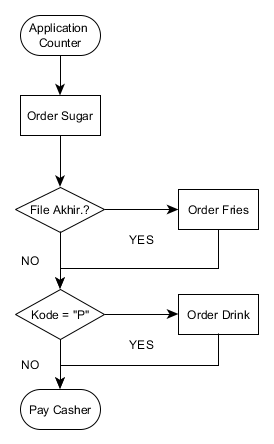 Application
Counter
Order Sugar
File Akhir.?
Order Fries
YES
NO
Kode = "P"
Order Drink
YES
NO
Pay Casher